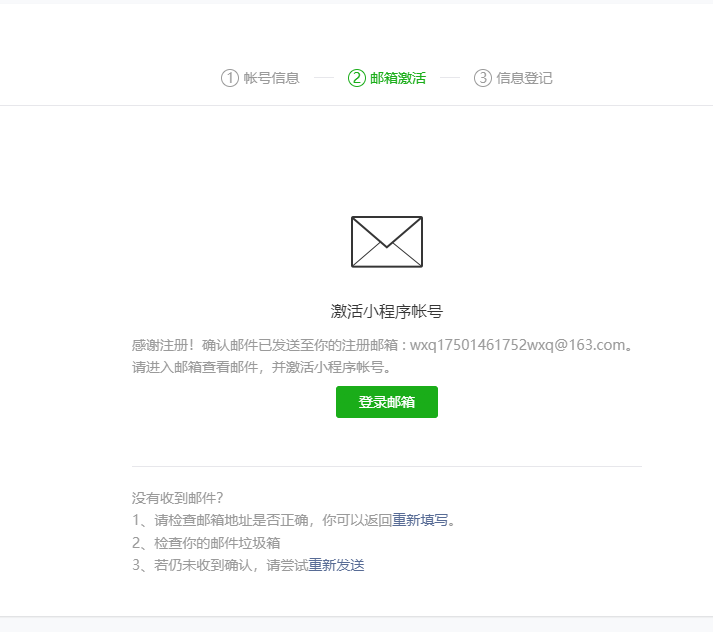 ① 帐号信息 ② 邮箱激活 ③ 信息登记
激活小程序帐号
感谢注册！确认邮件已发送至你的注册邮箱 : wxq17501461752wxq@163.com。
请进入邮箱查看邮件，并激活小程序帐号。
登录邮箱
没有收到邮件？
1、请检查邮箱地址是否正确，你可以返回重新填写。
2、检查你的邮件垃圾箱
3、若仍未收到确认，请尝试重新发送